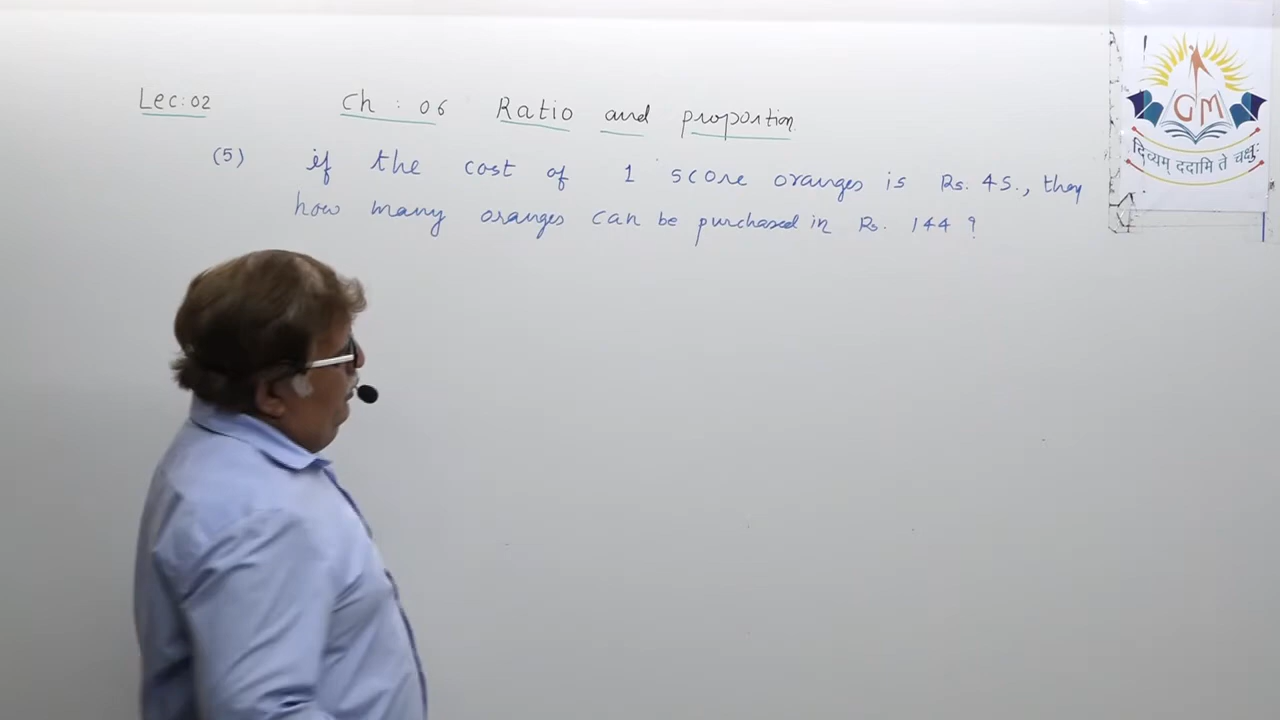 Lec:02 Ch : 06 Ratio and proportion
(5) if the cost of 1 score oranges is Rs. 45., then
how many oranges can be purchased in Rs. 144 ?
GM
दिव्यम् ददामि ते चक्षुः